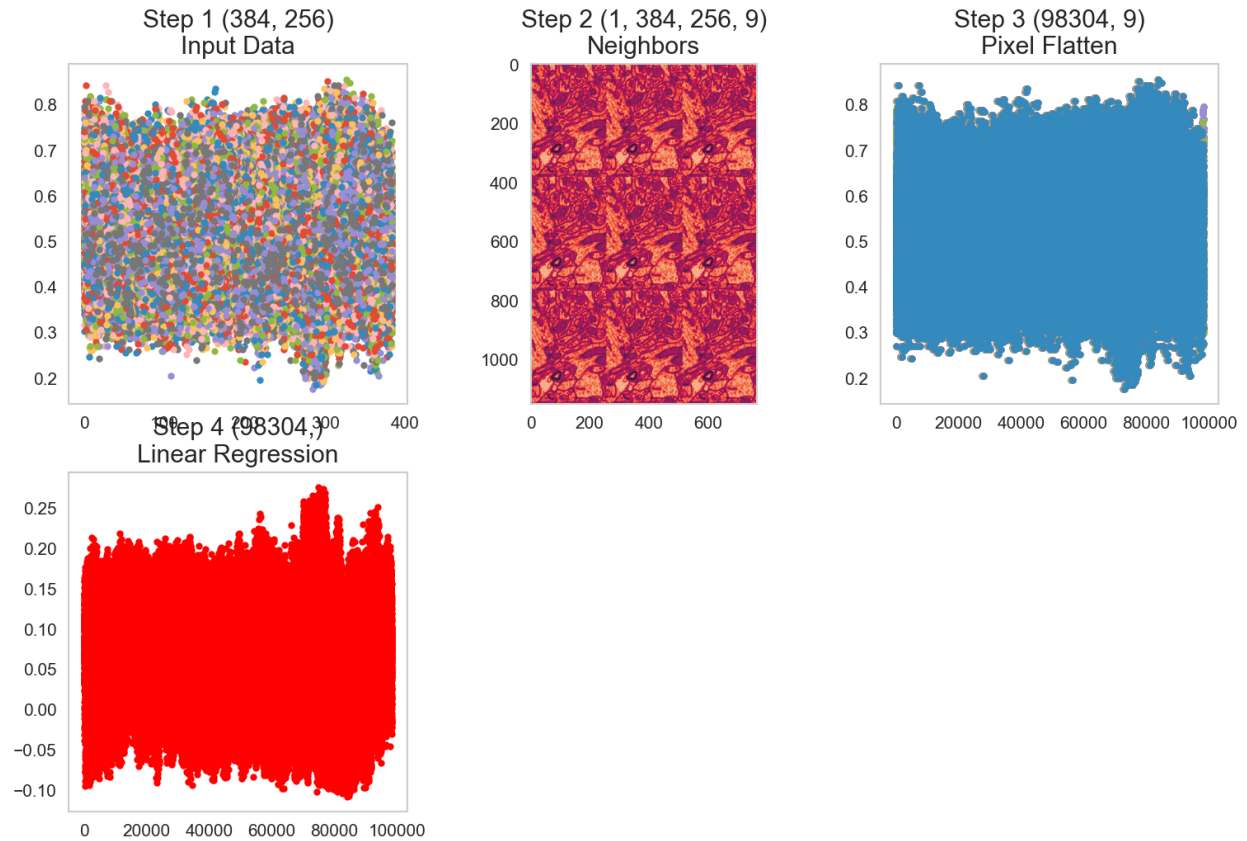 Step 1 (384, 256)
Input Data
0.8
0.7
0.6
0.5
0.4
0.3
0.2
0 100 200 300 400
Step 2 (1, 384, 256, 9)
Neighbors
0
200
400
600
800
1000
0 200 400 600
Step 3 (98304, 9)
Pixel Flatten
0.8
0.7
0.6
0.5
0.4
0.3
0.2
0 20000 40000 60000 80000 100000
Step 4 (98304,)
Linear Regression
0.25
0.20
0.15
0.10
0.05
0.00
−0.05
−0.10
0 20000 40000 60000 80000 100000